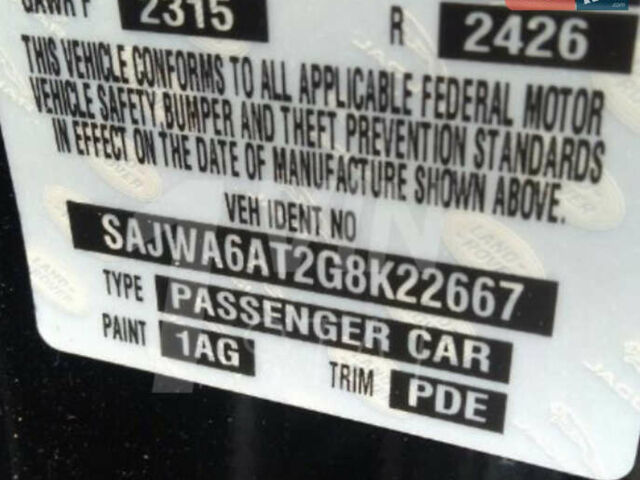 GAWR F 2315 R 2426
THIS VEHICLE CONFORMS TO ALL APPLICABLE FEDERAL MOTOR
VEHICLE SAFETY BUMPER AND THEFT PREVENTION STANDARDS
IN EFFECT ON THE DATE OF MANUFACTURE SHOWN ABOVE.
VEH IDENT NO
SAJWA6AT2G8K22667
TYPE PASSENGER CAR
PAINT 1AG
TRIM PDE